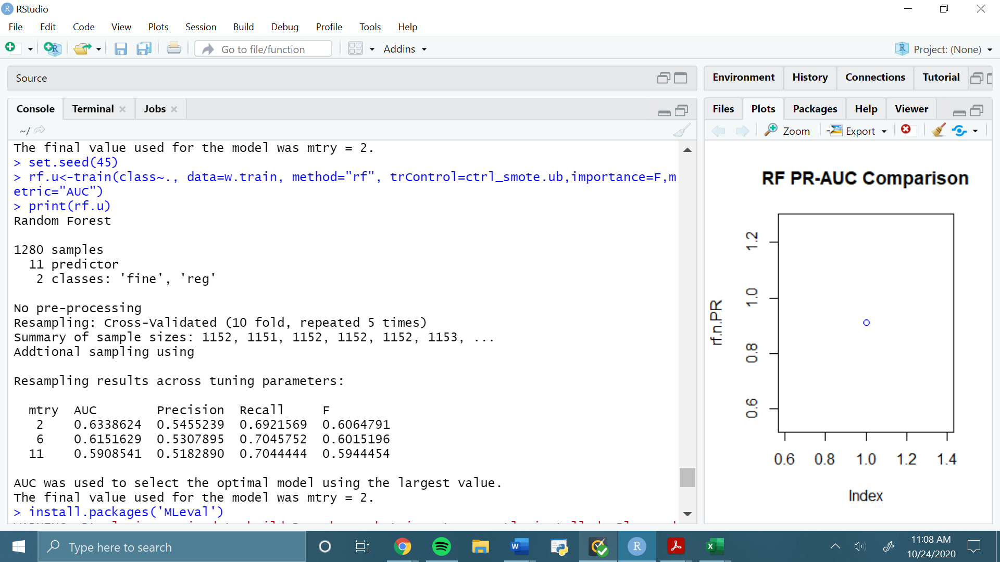 RStudio
File Edit Code View Plots Session Build Debug Profile Tools Help
Go to file/function Addins Project: (None)
Source
Environment History Connections Tutorial
Console Terminal Jobs
Files Plots Packages Help Viewer
~/
Zoom Export
The final value used for the model was mtry = 2.
> set.seed(45)
> rf.u<-train(class~., data=w.train, method="rf", trControl=ctrl_smote.ub,importance=F,m
etric="AUC")
> print(rf.u)
Random Forest
1280 samples
11 predictor
2 classes: 'fine', 'reg'
No pre-processing
Resampling: Cross-Validated (10 fold, repeated 5 times)
Summary of sample sizes: 1152, 1151, 1152, 1152, 1152, 1153, ...
Addtional sampling using
Resampling results across tuning parameters:
mtry AUC Precision Recall F
2 0.6338624 0.5455239 0.6921569 0.6064791
6 0.6151629 0.5307895 0.7045752 0.6015196
11 0.5908541 0.5182890 0.7044444 0.5944454
AUC was used to select the optimal model using the largest value.
The final value used for the model was mtry = 2.
> install.packages('MLeval')
RF PR-AUC Comparison
rf.n.PR
1.2
1.0
0.8
0.6
0.6 0.8 1.0 1.2 1.4
Index
Type here to search
11:08 AM
10/24/2020